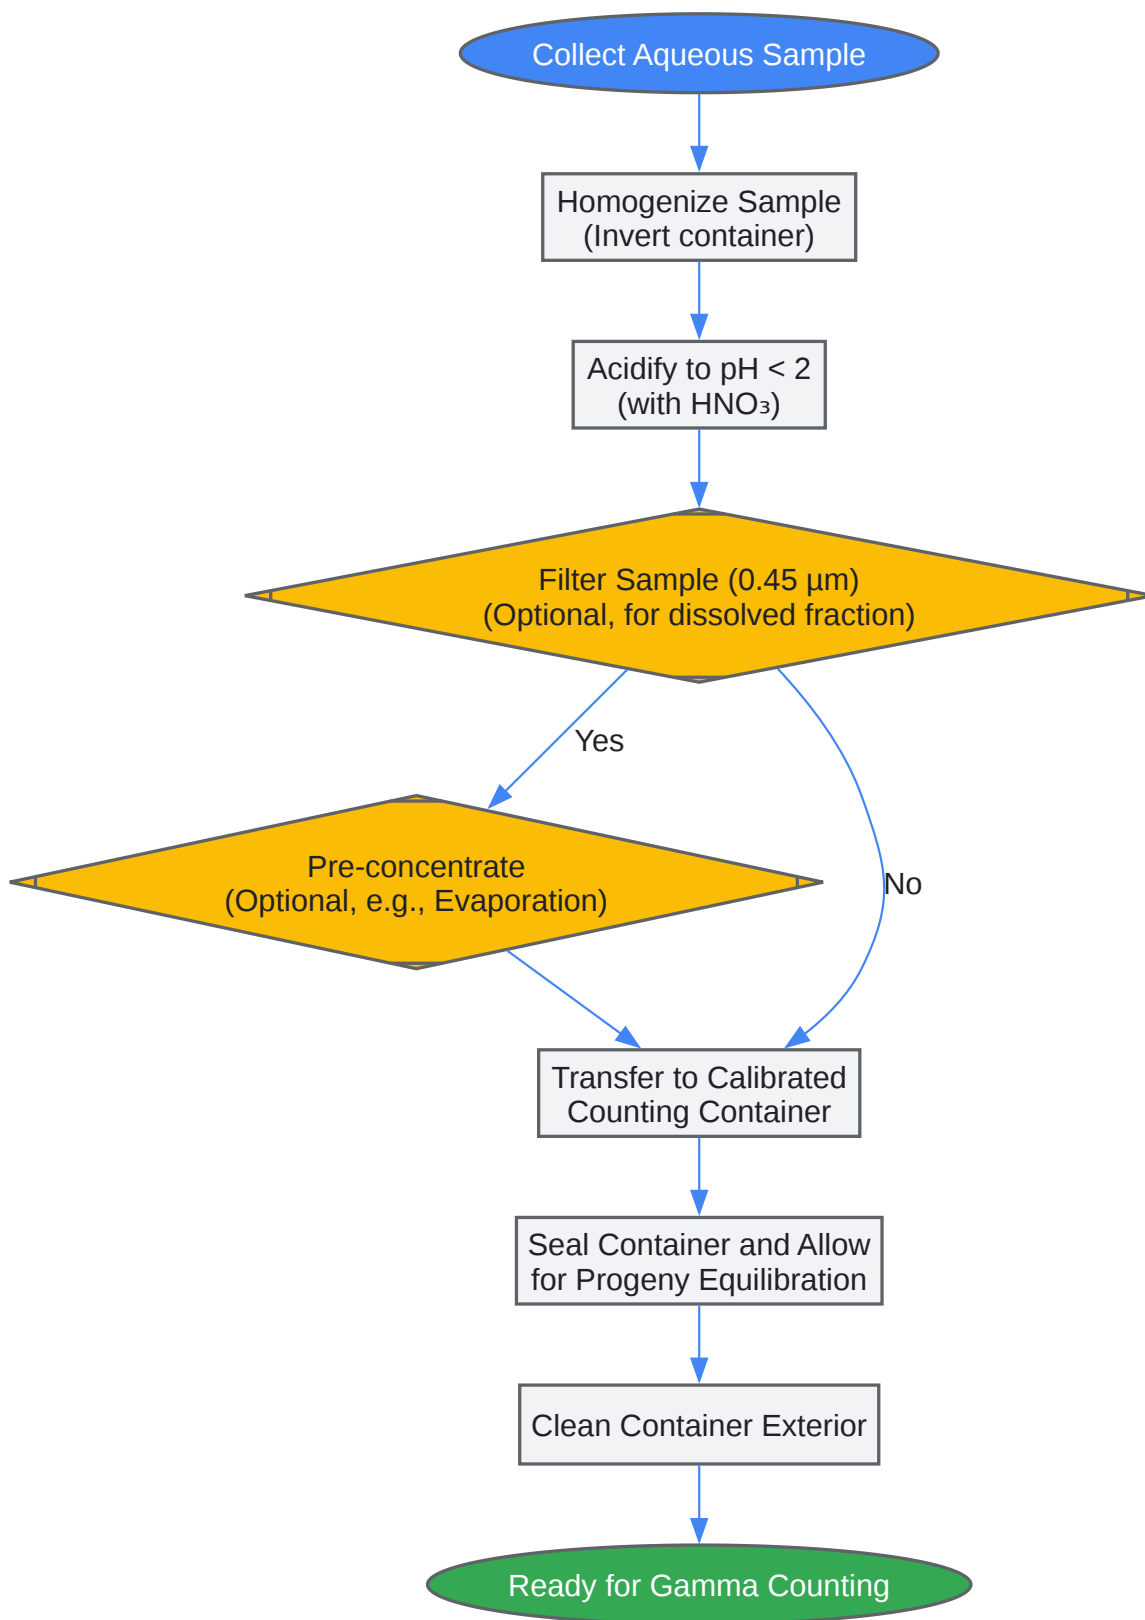 Collect Aqueous Sample
Homogenize Sample
(Invert container)
Acidify to pH < 2
(with HNO₃)
Filter Sample (0.45 µm)
(Optional, for dissolved fraction)
Yes
Pre-concentrate
(Optional, e.g., Evaporation)
No
Transfer to Calibrated
Counting Container
Seal Container and Allow
for Progeny Equilibration
Clean Container Exterior
Ready for Gamma Counting